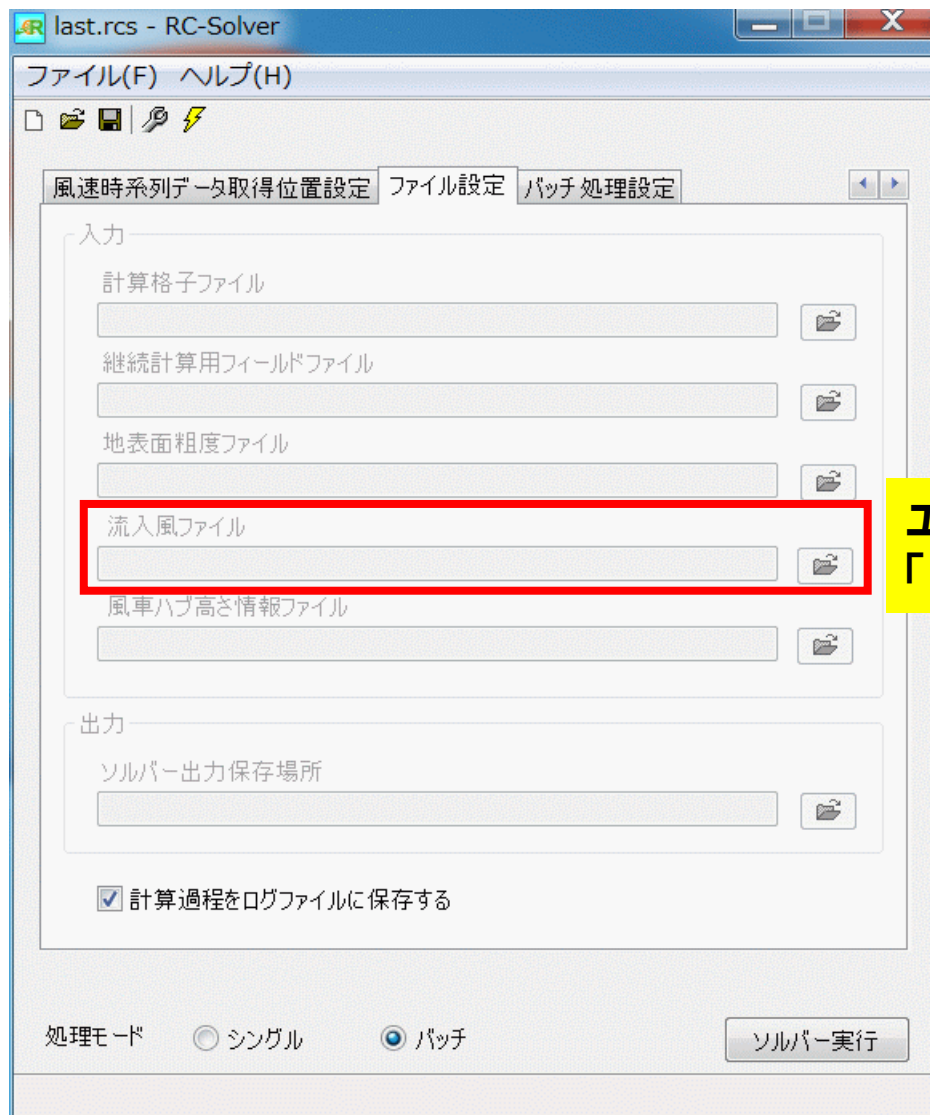 last.rcs - RC-Solver
ファイル(F) ヘルプ(H)
風速時系列データ取得位置設定 ファイル設定 バッチ処理設定
入力
計算格子ファイル
継続計算用フィールドファイル
地表面粗度ファイル
流入風ファイル
風車ハブ高さ情報ファイル
出力
ソルバー出力保存場所
計算過程をログファイルに保存する
処理モード シングル バッチ ソルバー実行